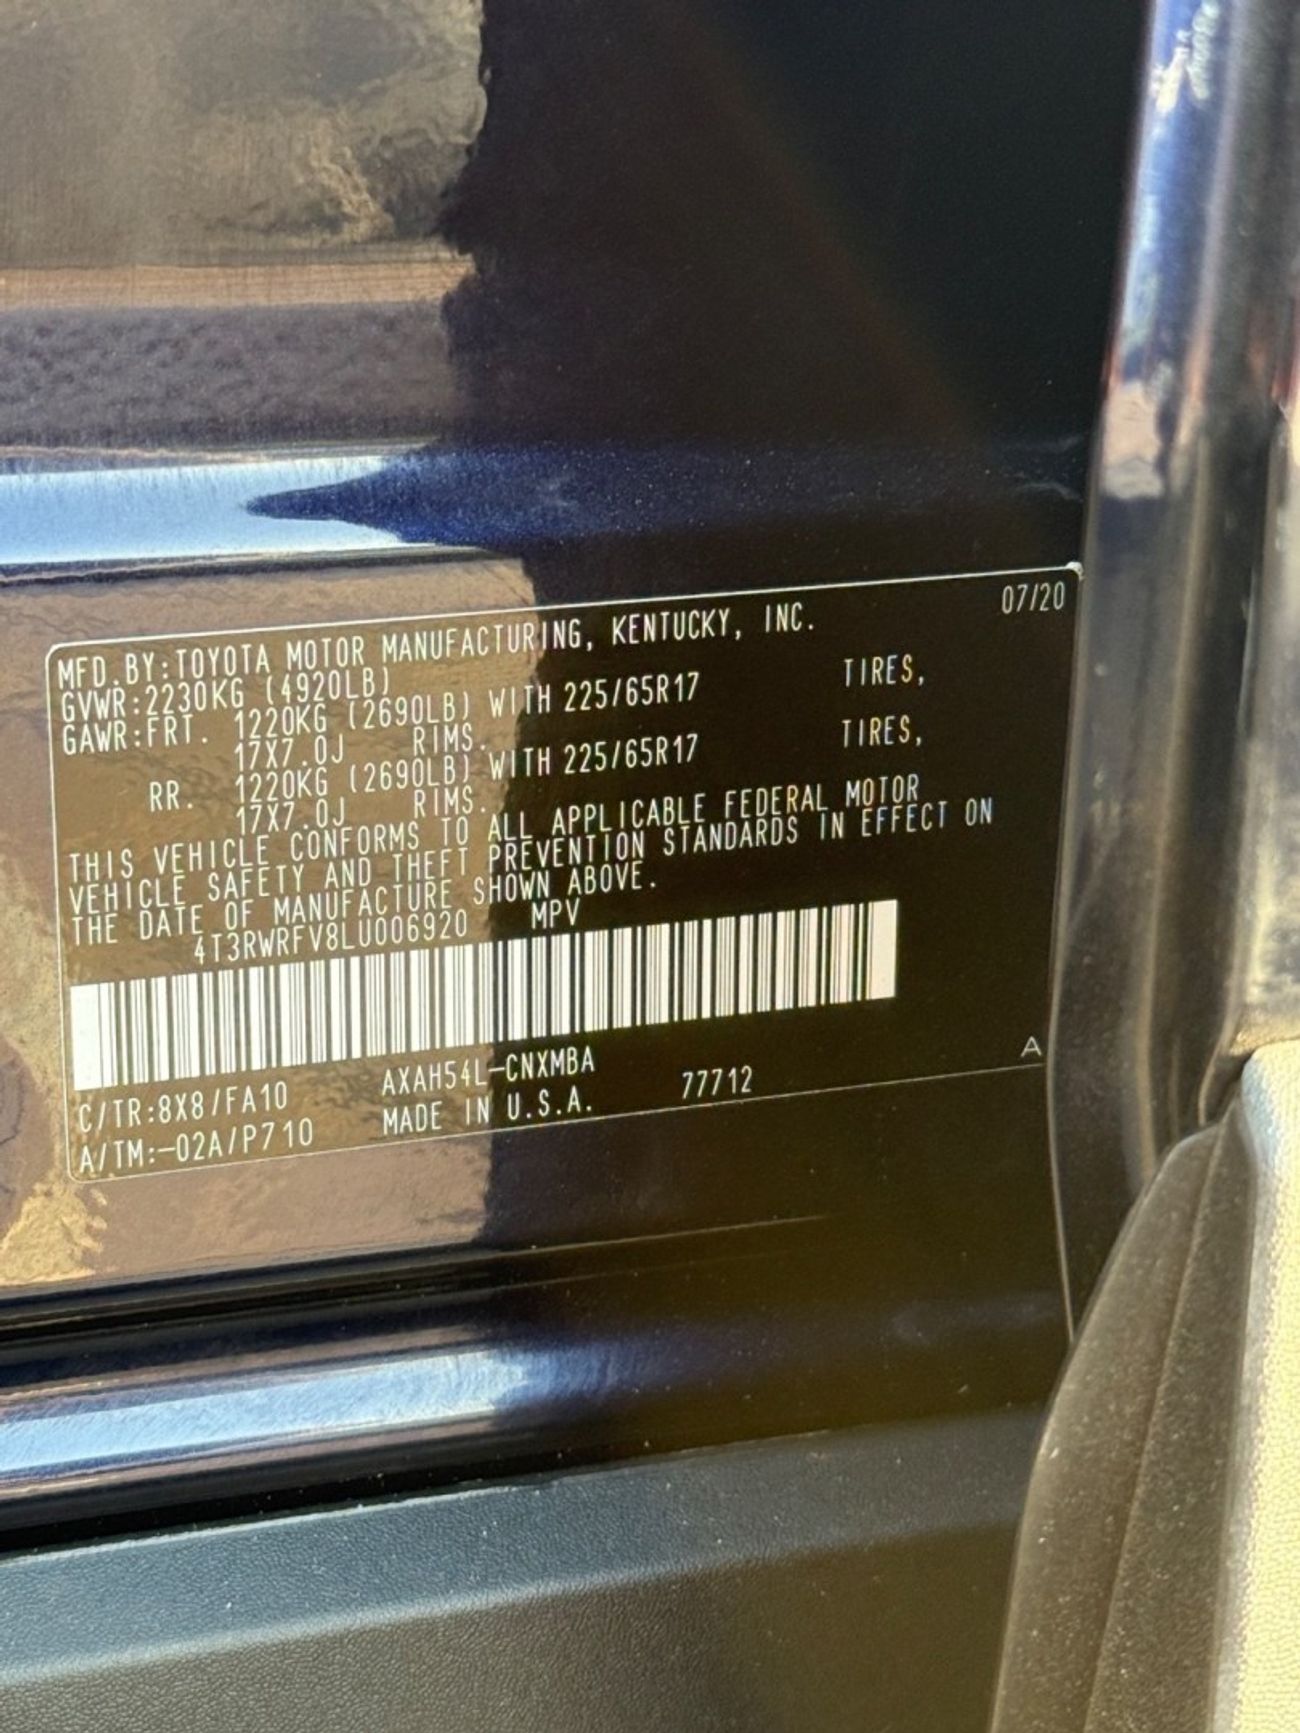 07/20
MFD.BY:TOYOTA MOTOR MANUFACTURING, KENTUCKY, INC.
GVWR:2230KG (4920LB)
GAWR:FRT. 1220KG (2690LB) WITH 225/65R17 TIRES,
17X7.0J RIMS.
RR. 1220KG (2690LB) WITH 225/65R17 TIRES,
17X7.0J RIMS.
THIS VEHICLE CONFORMS TO ALL APPLICABLE FEDERAL MOTOR
VEHICLE SAFETY AND THEFT PREVENTION STANDARDS IN EFFECT ON
THE DATE OF MANUFACTURE SHOWN ABOVE.
4T3RWRFV8LU006920 MPV
C/TR:8X8/FA10 AXAH54L-CNXMBA A
A/TM:-02A/P710 MADE IN U.S.A. 77712